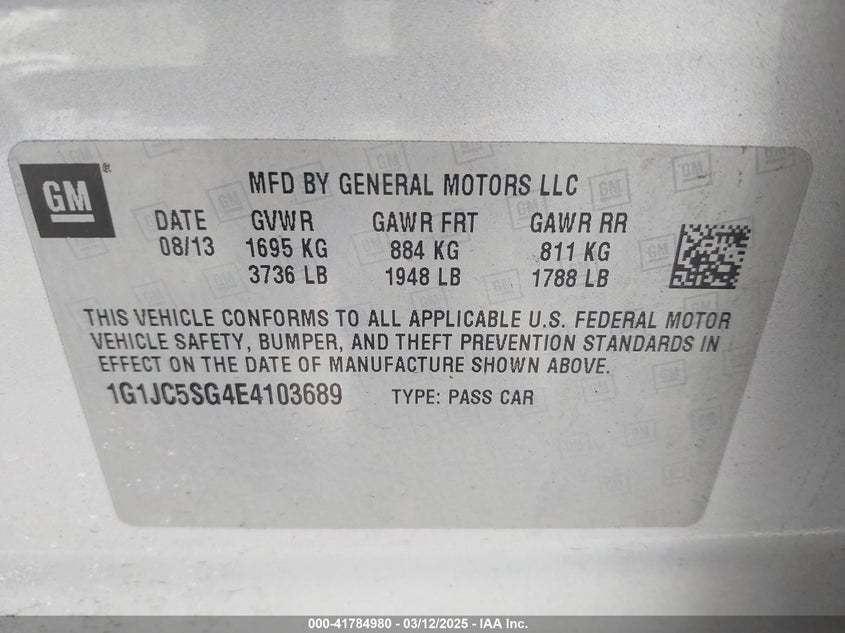 GM®
MFD BY GENERAL MOTORS LLC
DATE GVWR GAWR FRT GAWR RR
08/13 1695 KG 884 KG 811 KG
3736 LB 1948 LB 1788 LB
THIS VEHICLE CONFORMS TO ALL APPLICABLE U.S. FEDERAL MOTOR
VEHICLE SAFETY, BUMPER, AND THEFT PREVENTION STANDARDS IN
EFFECT ON THE DATE OF MANUFACTURE SHOWN ABOVE.
1G1JC5SG4E4103689 TYPE: PASS CAR
000-41784980 - 03/12/2025 - IAA Inc.